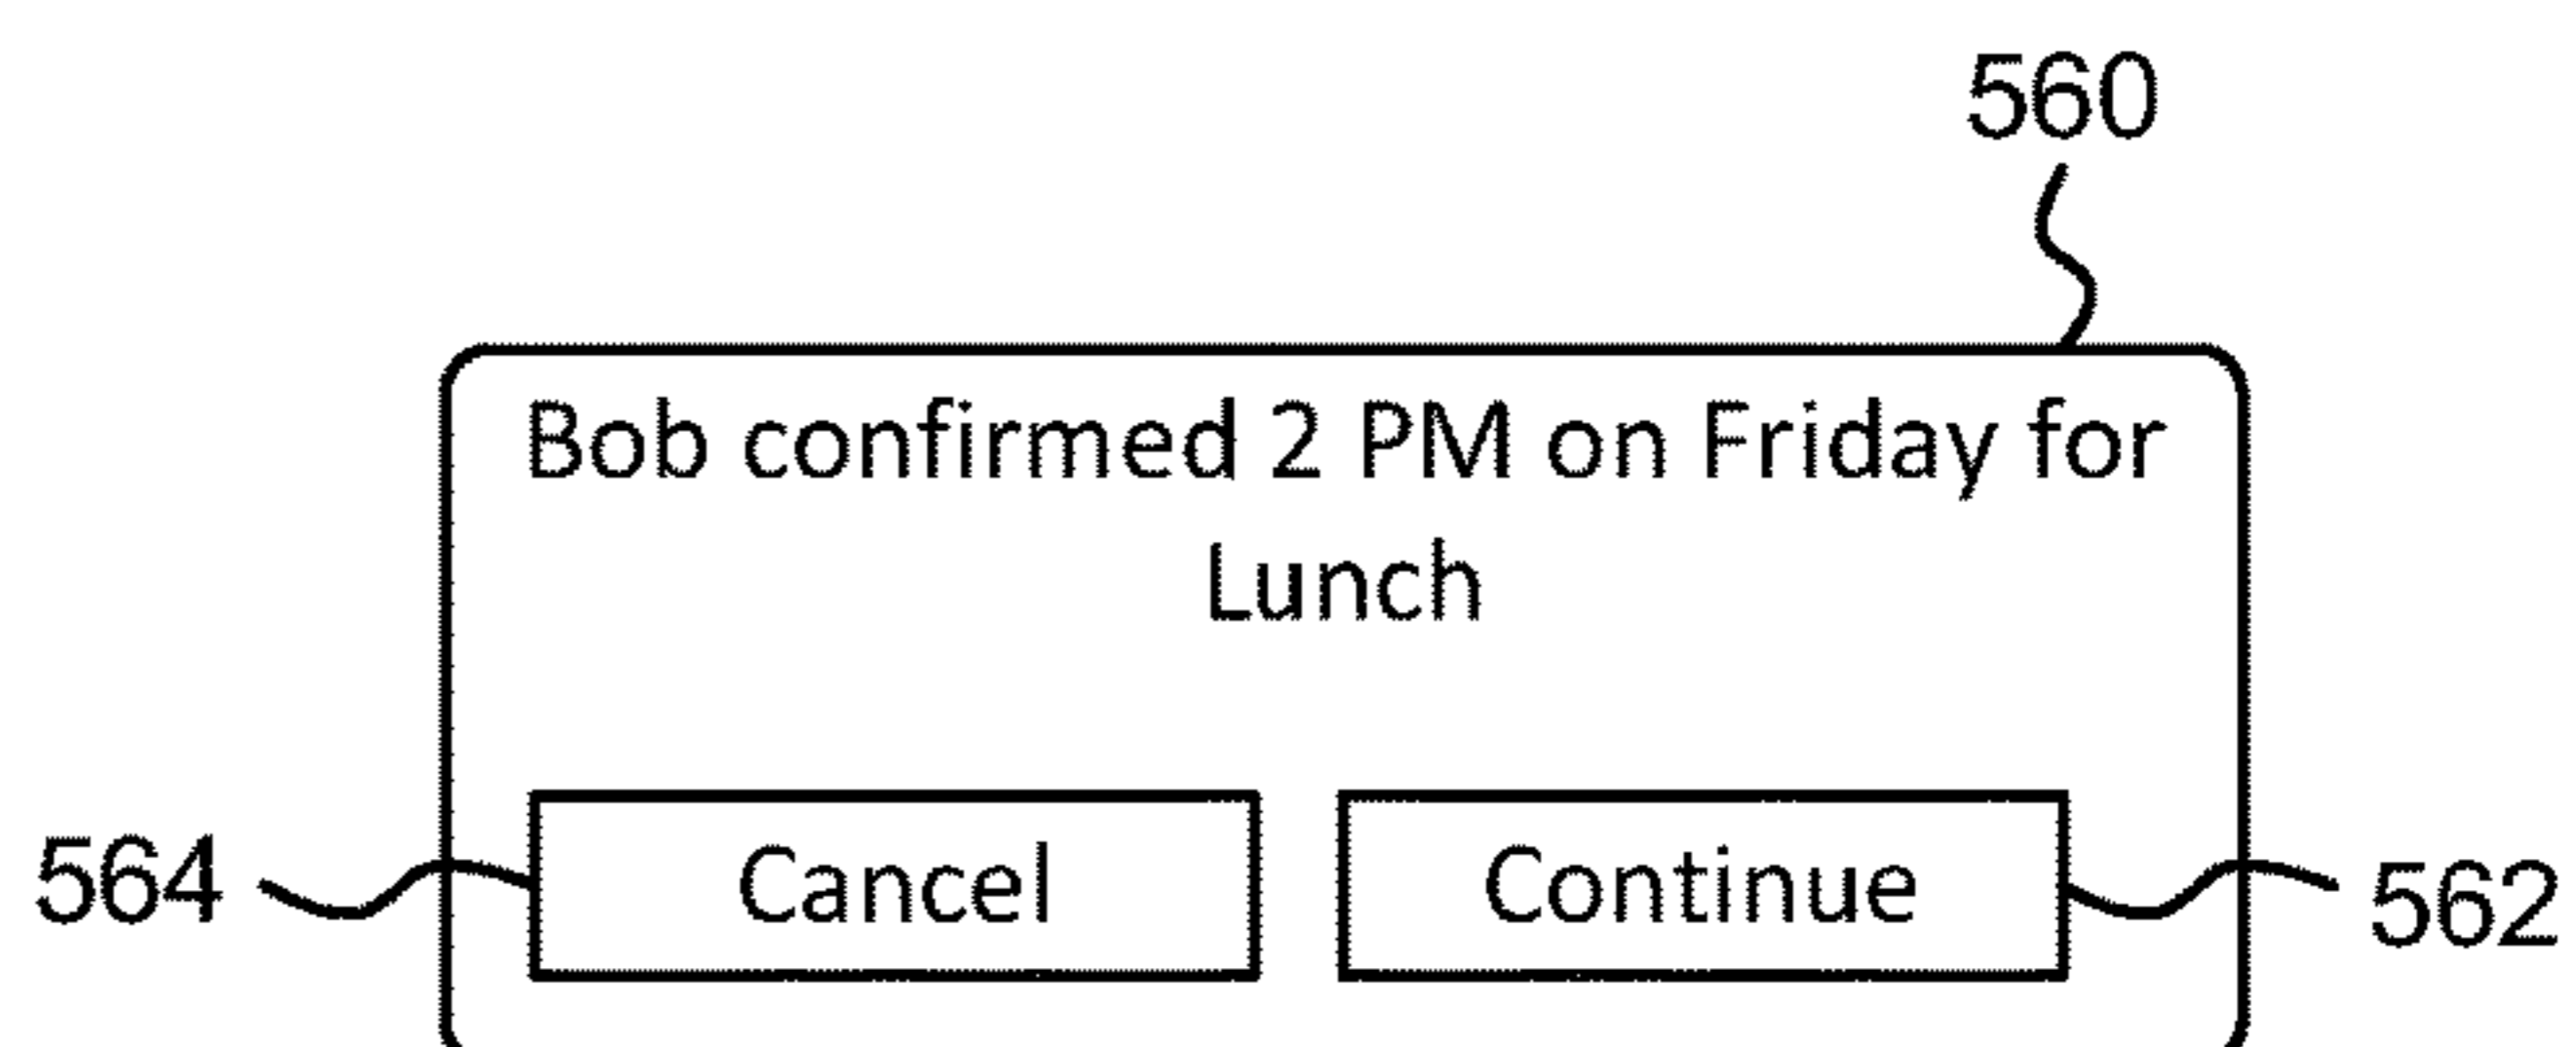 560
Bob confirmed 2 PM on Friday for
Lunch
564
Cancel
Continue
562